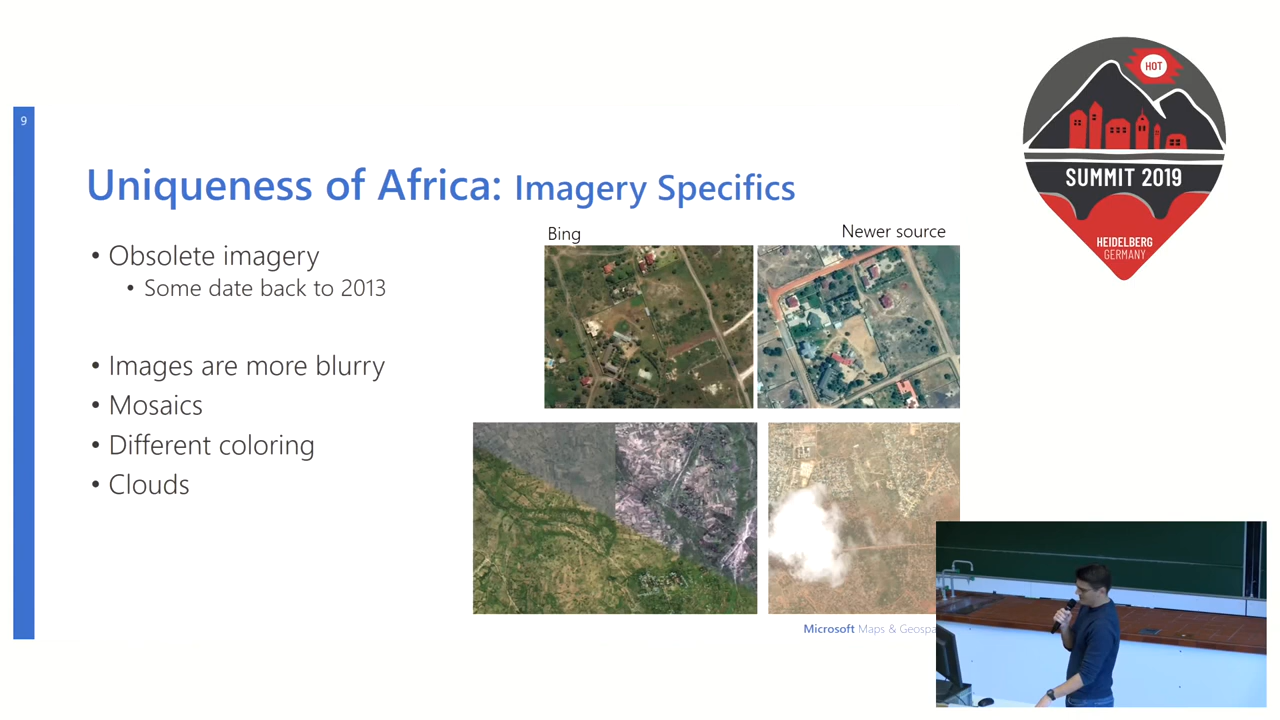 9
Uniqueness of Africa: Imagery Specifics
• Obsolete imagery
• Some date back to 2013
• Images are more blurry
• Mosaics
• Different coloring
• Clouds
Bing
Newer source
Microsoft Maps & Geospa
HOT
SUMMIT 2019
HEIDELBERG
GERMANY